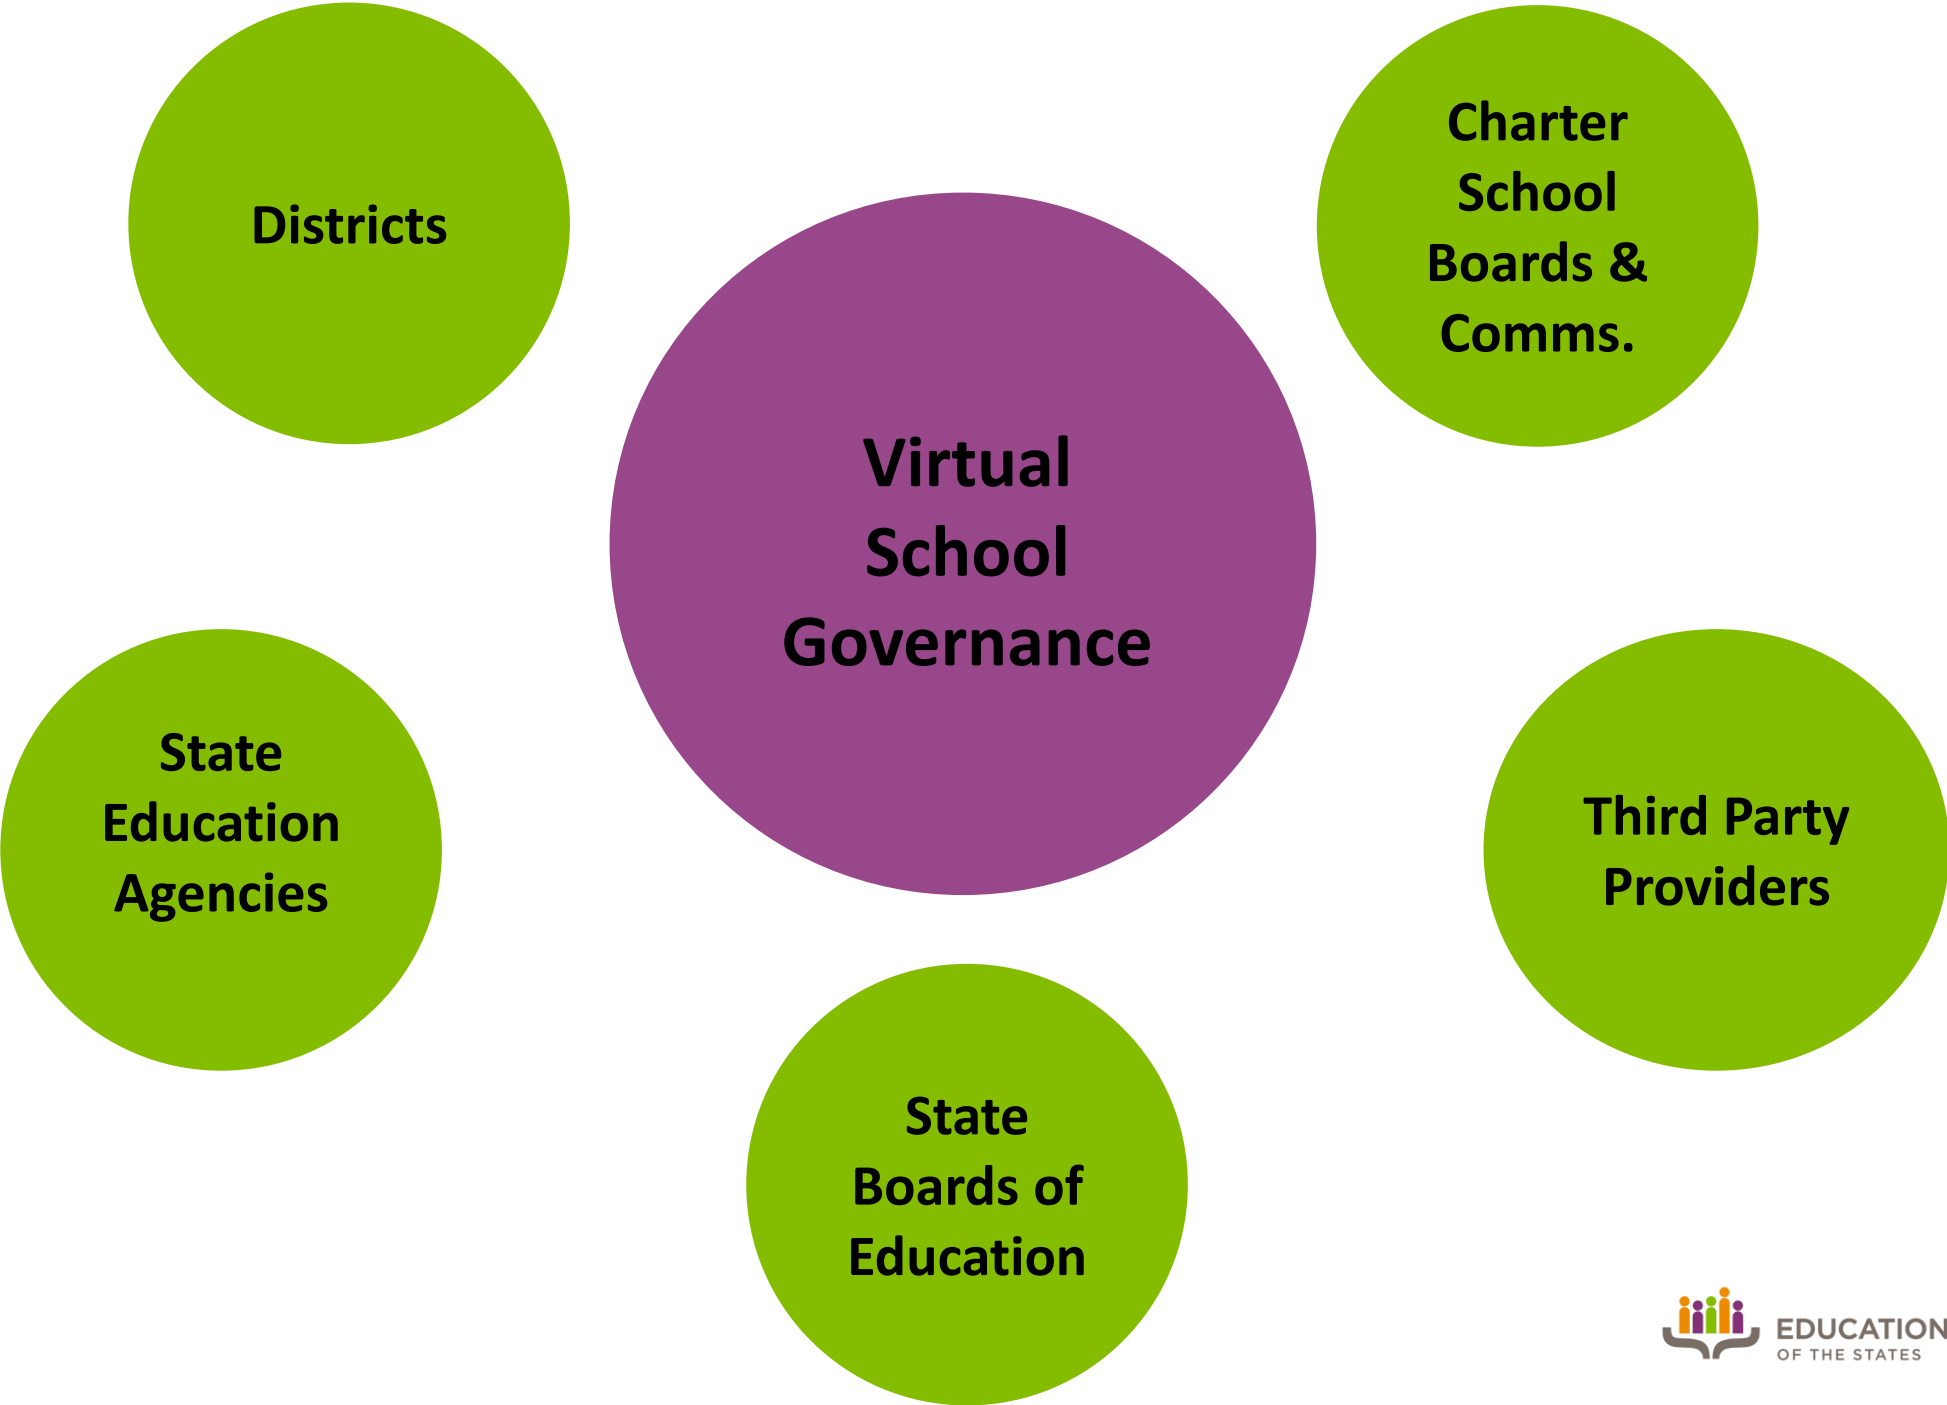 Districts
Charter
School
Boards &
Comms.
Virtual
School
Governance
State
Education
Agencies
Third Party
Providers
State
Boards of
Education
EDUCATION
OF THE STATES